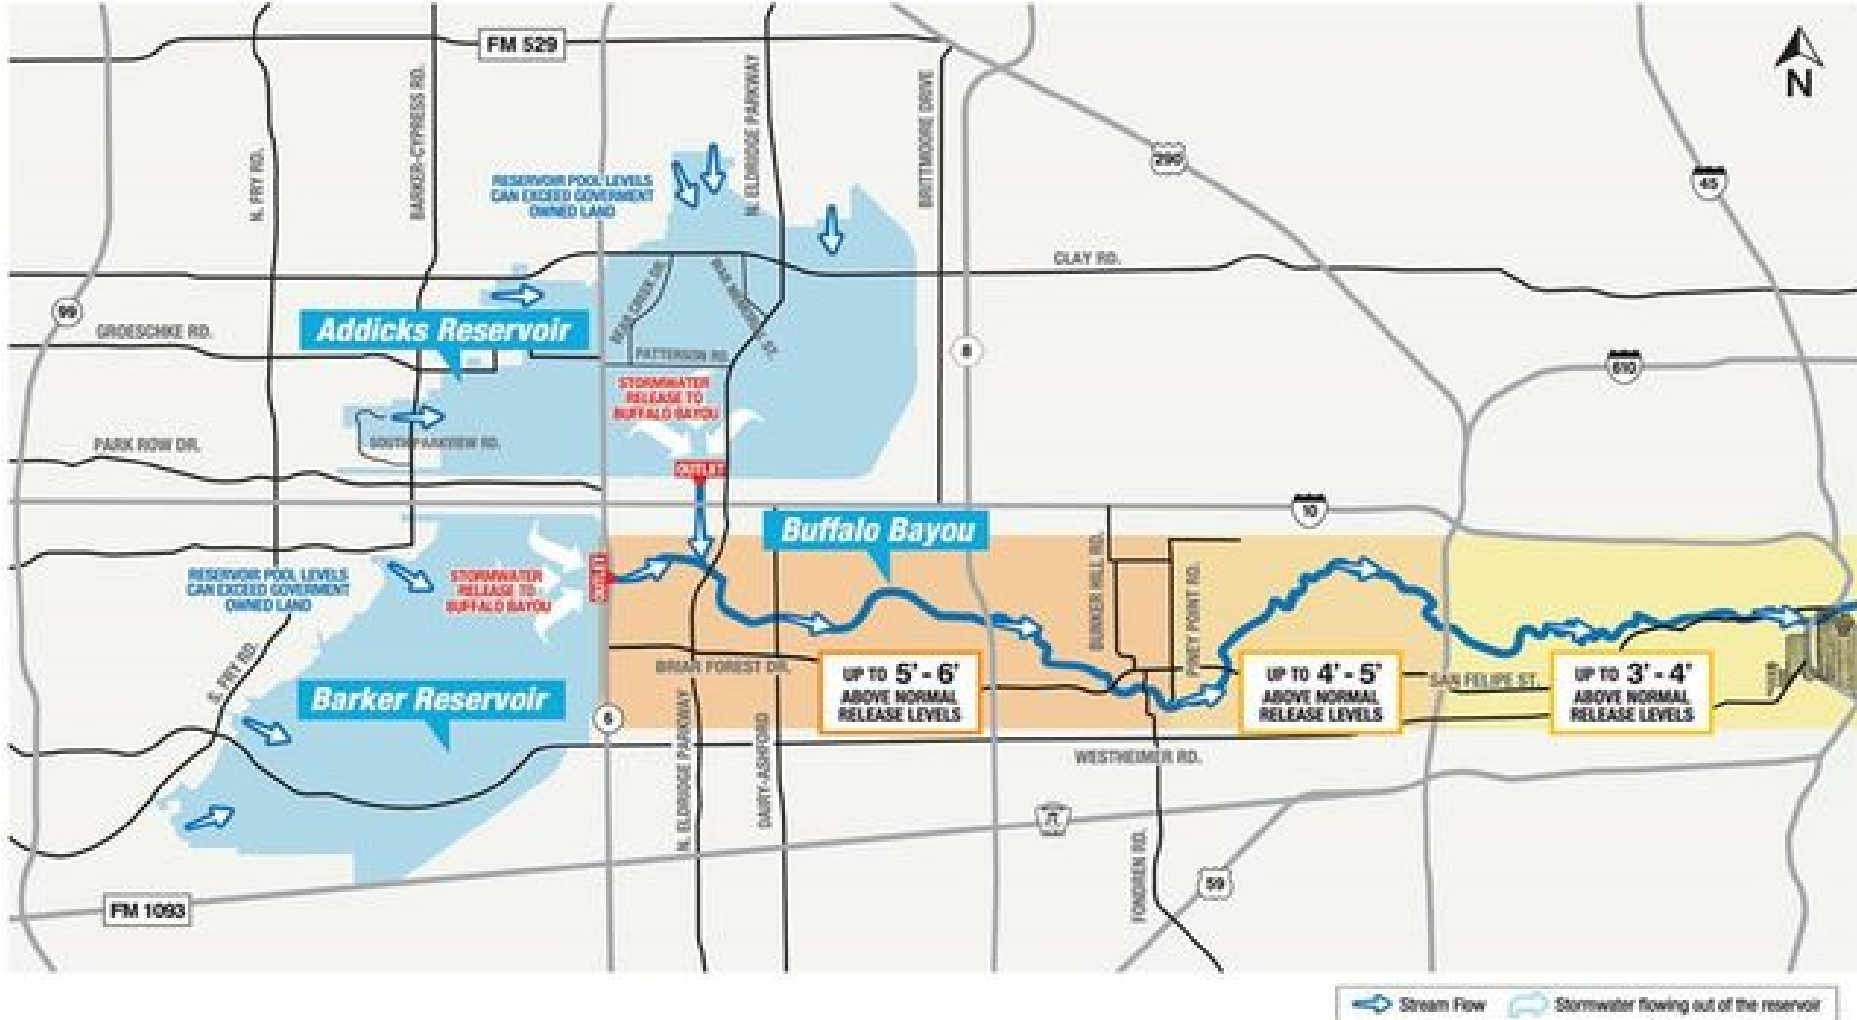 FM 529
N
BARKER-CYPRESS RD.
N. ELDRIDGE PARKWAY
BRITTMOORE DRIVE
N. FRY RD.
290
45
RESERVOIR POOL LEVELS
CAN EXCEED GOVERMENT
OWNED LAND
CLAY RD.
99
GROESCHKE RD.
Addicks Reservoir
BEAR CREEK DR.
WAR MEMORIAL ST.
PATTERSON RD.
8
610
STORMWATER
RELEASE TO
BUFFALO BAYOU
PARK ROW DR.
SOUTH PARKVIEW RD.
OUTLET
10
Buffalo Bayou
RESERVOIR POOL LEVELS
CAN EXCEED GOVERMENT
OWNED LAND
STORMWATER
RELEASE TO
BUFFALO BAYOU
OUTLET
BUNKER HILL RD.
PINEY POINT RD.
S. FRY RD.
BRIAR FOREST DR.
UP TO 5' - 6'
ABOVE NORMAL
RELEASE LEVELS
UP TO 4' - 5'
ABOVE NORMAL
RELEASE LEVELS
SAN FELIPE ST.
UP TO 3' - 4'
ABOVE NORMAL
RELEASE LEVELS
Barker Reservoir
6
N. ELDRIDGE PARKWAY
DAIRY-ASHFORD
WESTHEIMER RD.
FONDREN RD.
59
FM 1093
Stream Flow
Stormwater flowing out of the reservoir